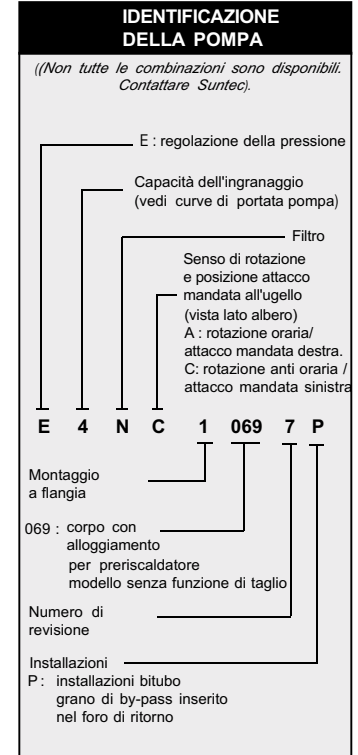 IDENTIFICAZIONE
DELLA POMPA
((Non tutte le combinazioni sono disponibili.
Contattare Suntec).
E : regolazione della pressione
Capacità dell'ingranaggio
(vedi curve di portata pompa)
Filtro
Senso di rotazione
e posizione attacco
mandata all'ugello
(vista lato albero)
A : rotazione oraria/
attacco mandata destra.
C: rotazione anti oraria /
attacco mandata sinistra
E 4 N C 1 069 7 P
Montaggio
a flangia
069 : corpo con
alloggiamento
per preriscaldatore
modello senza funzione di taglio
Numero di
revisione
Installazioni
P : installazioni bitubo
grano di by-pass inserito
nel foro di ritorno